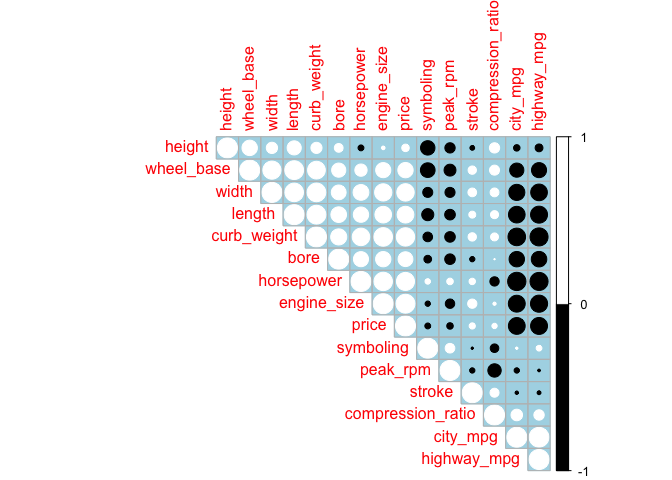 height
wheel_base
width
length
curb_weight
bore
horsepower
engine_size
price
symboling
peak_rpm
stroke
compression_ratio
city_mpg
highway_mpg
height
wheel_base
width
length
curb_weight
bore
horsepower
engine_size
price
symboling
peak_rpm
stroke
compression_ratio
city_mpg
highway_mpg
1
0
-1